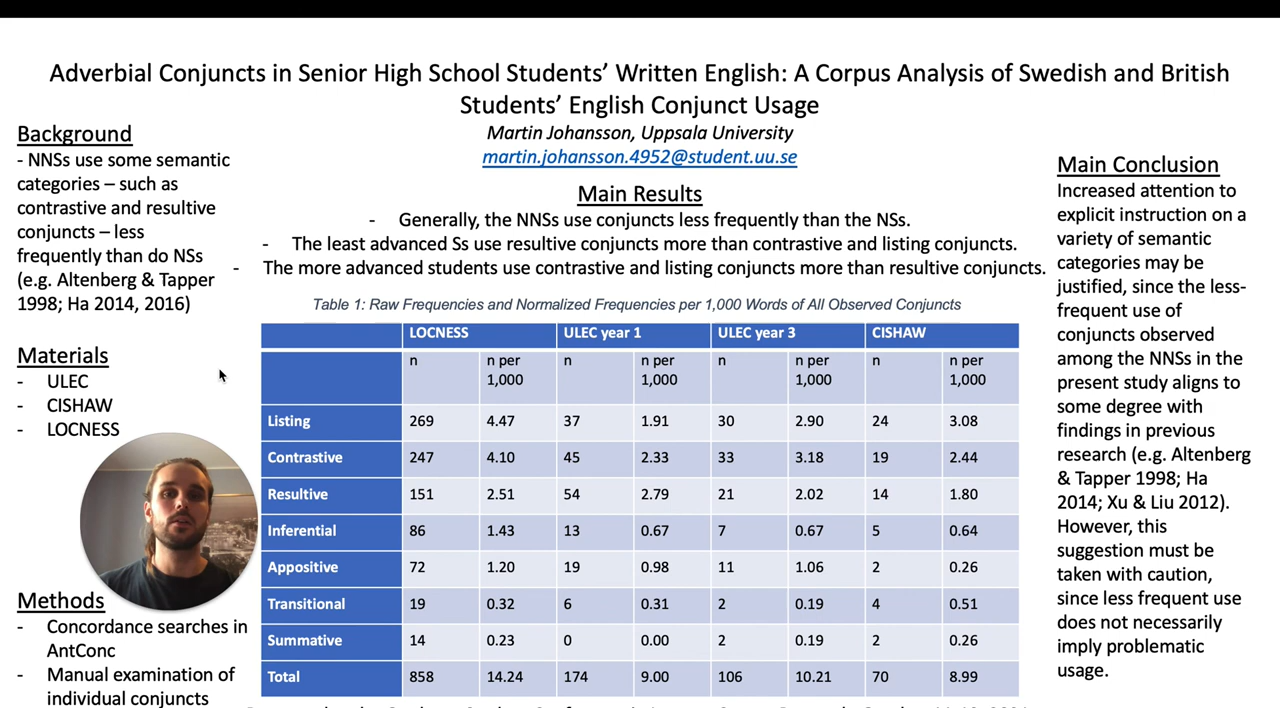 Adverbial Conjuncts in Senior High School Students’ Written English: A Corpus Analysis of Swedish and British
Students’ English Conjunct Usage
Martin Johansson, Uppsala University
martin.johansson.4952@student.uu.se
Background
- NNSs use some semantic
categories – such as
contrastive and resultive
conjuncts – less
frequently than do NSs
(e.g. Altenberg & Tapper
1998; Ha 2014, 2016)
Materials
- ULEC
- CISHAW
- LOCNESS
Methods
- Concordance searches in
AntConc
- Manual examination of
individual conjuncts
Main Results
- Generally, the NNSs use conjuncts less frequently than the NSs.
- The least advanced Ss use resultive conjuncts more than contrastive and listing conjuncts.
- The more advanced students use contrastive and listing conjuncts more than resultive conjuncts.
Table 1: Raw Frequencies and Normalized Frequencies per 1,000 Words of All Observed Conjuncts
LOCNESS ULEC year 1 ULEC year 3 CISHAW
n n per n n per n n per n n per
1,000 1,000 1,000 1,000
Listing 269 4.47 37 1.91 30 2.90 24 3.08
Contrastive 247 4.10 45 2.33 33 3.18 19 2.44
Resultive 151 2.51 54 2.79 21 2.02 14 1.80
Inferential 86 1.43 13 0.67 7 0.67 5 0.64
Appositive 72 1.20 19 0.98 11 1.06 2 0.26
Transitional 19 0.32 6 0.31 2 0.19 4 0.51
Summative 14 0.23 0 0.00 2 0.19 2 0.26
Total 858 14.24 174 9.00 106 10.21 70 8.99
Main Conclusion
Increased attention to
explicit instruction on a
variety of semantic
categories may be
justified, since the less-
frequent use of
conjuncts observed
among the NNSs in the
present study aligns to
some degree with
findings in previous
research (e.g. Altenberg
& Tapper 1998; Ha
2014; Xu & Liu 2012).
However, this
suggestion must be
taken with caution,
since less frequent use
does not necessarily
imply problematic
usage.